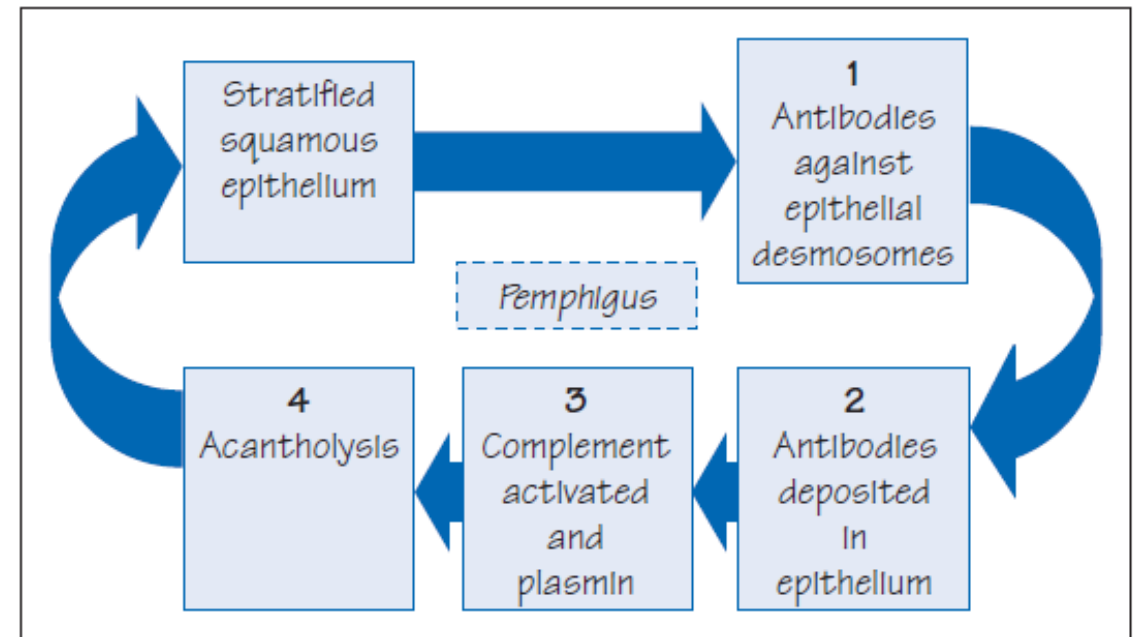 Stratified
squamous
epithelium
1
Antibodies
against
epithelial
desmosomes
Pemphigus
4
Acantholysis
3
Complement
activated
and
plasmin
2
Antibodies
deposited
in
epithelium